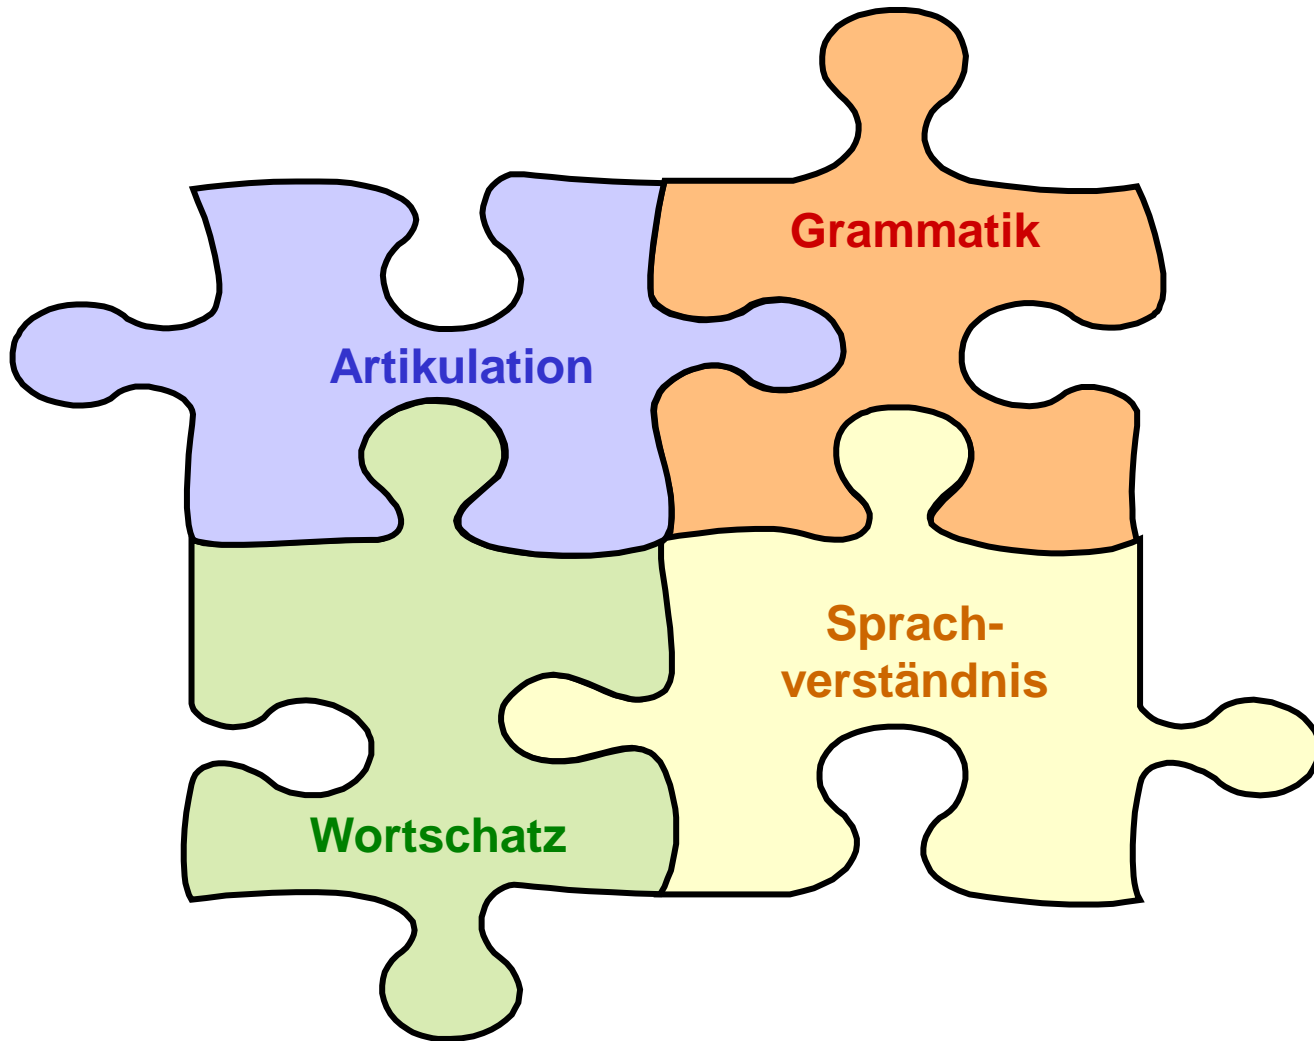 Grammatik
Artikulation
Sprach-
verständnis
Wortschatz